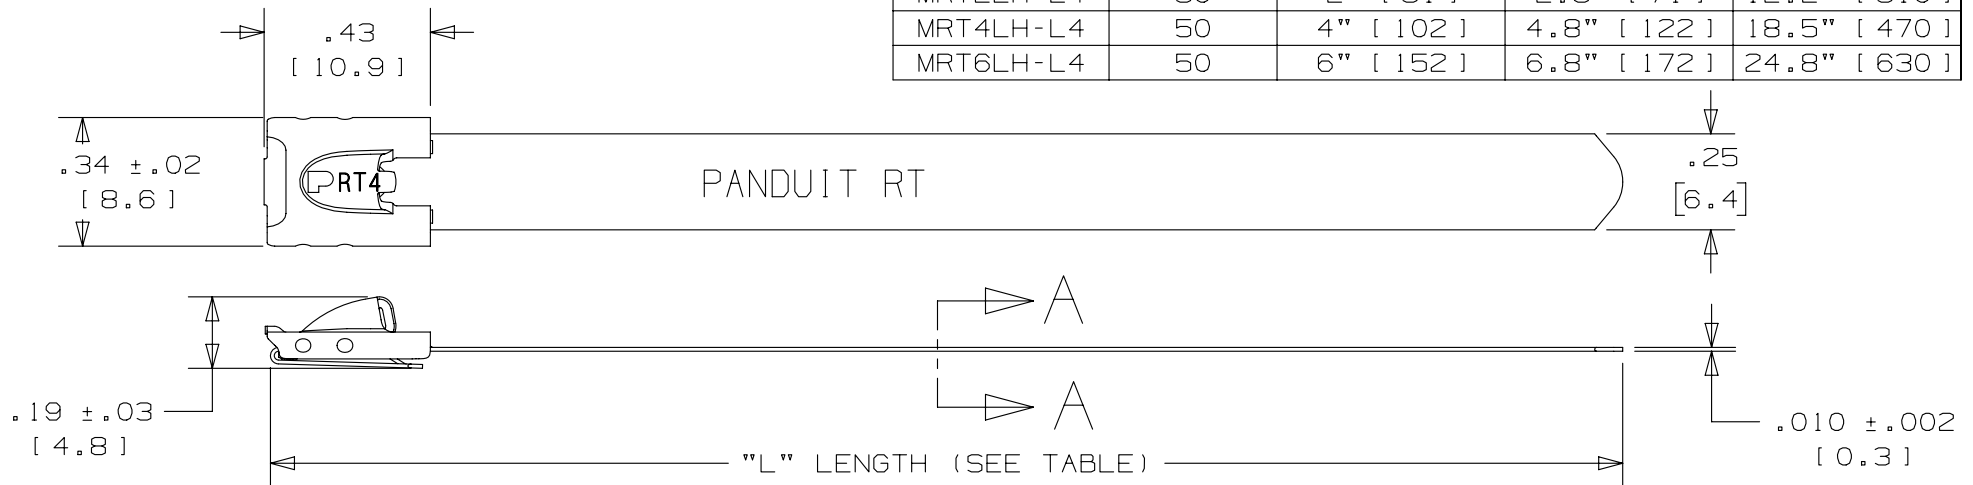 MRT4LH-L4 50 4" [ 102 ] 4.8" [ 122 ] 18.5" [ 470 ]
MRT6LH-L4 50 6" [ 152 ] 6.8" [ 172 ] 24.8" [ 630 ]
.43
[ 10.9 ]
.34 ±.02
[ 8.6 ]
PRT4
PANDUIT RT
.25
[6.4]
A
A
.19 ±.03
[ 4.8 ]
.010 ±.002
[ 0.3 ]
"L" LENGTH (SEE TABLE)